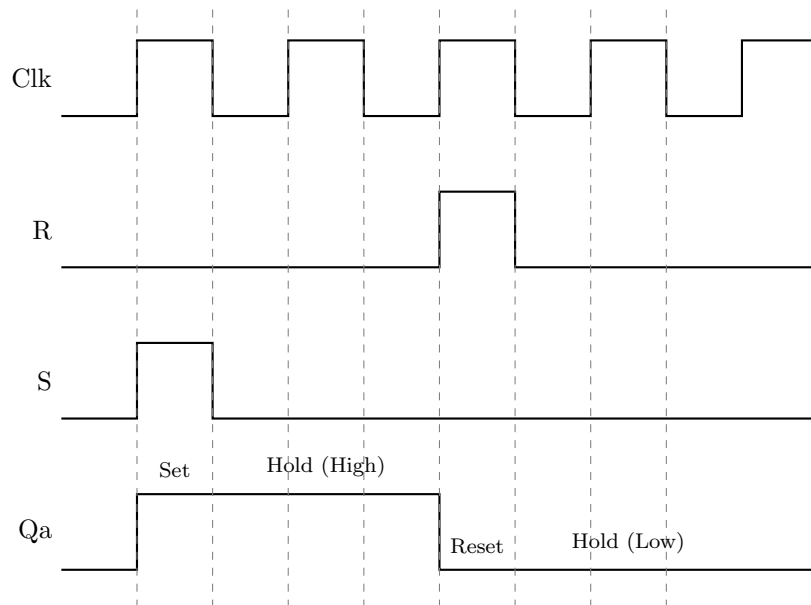 Clk
R
S
Set
Hold (High)
Qa
Reset
Hold (Low)